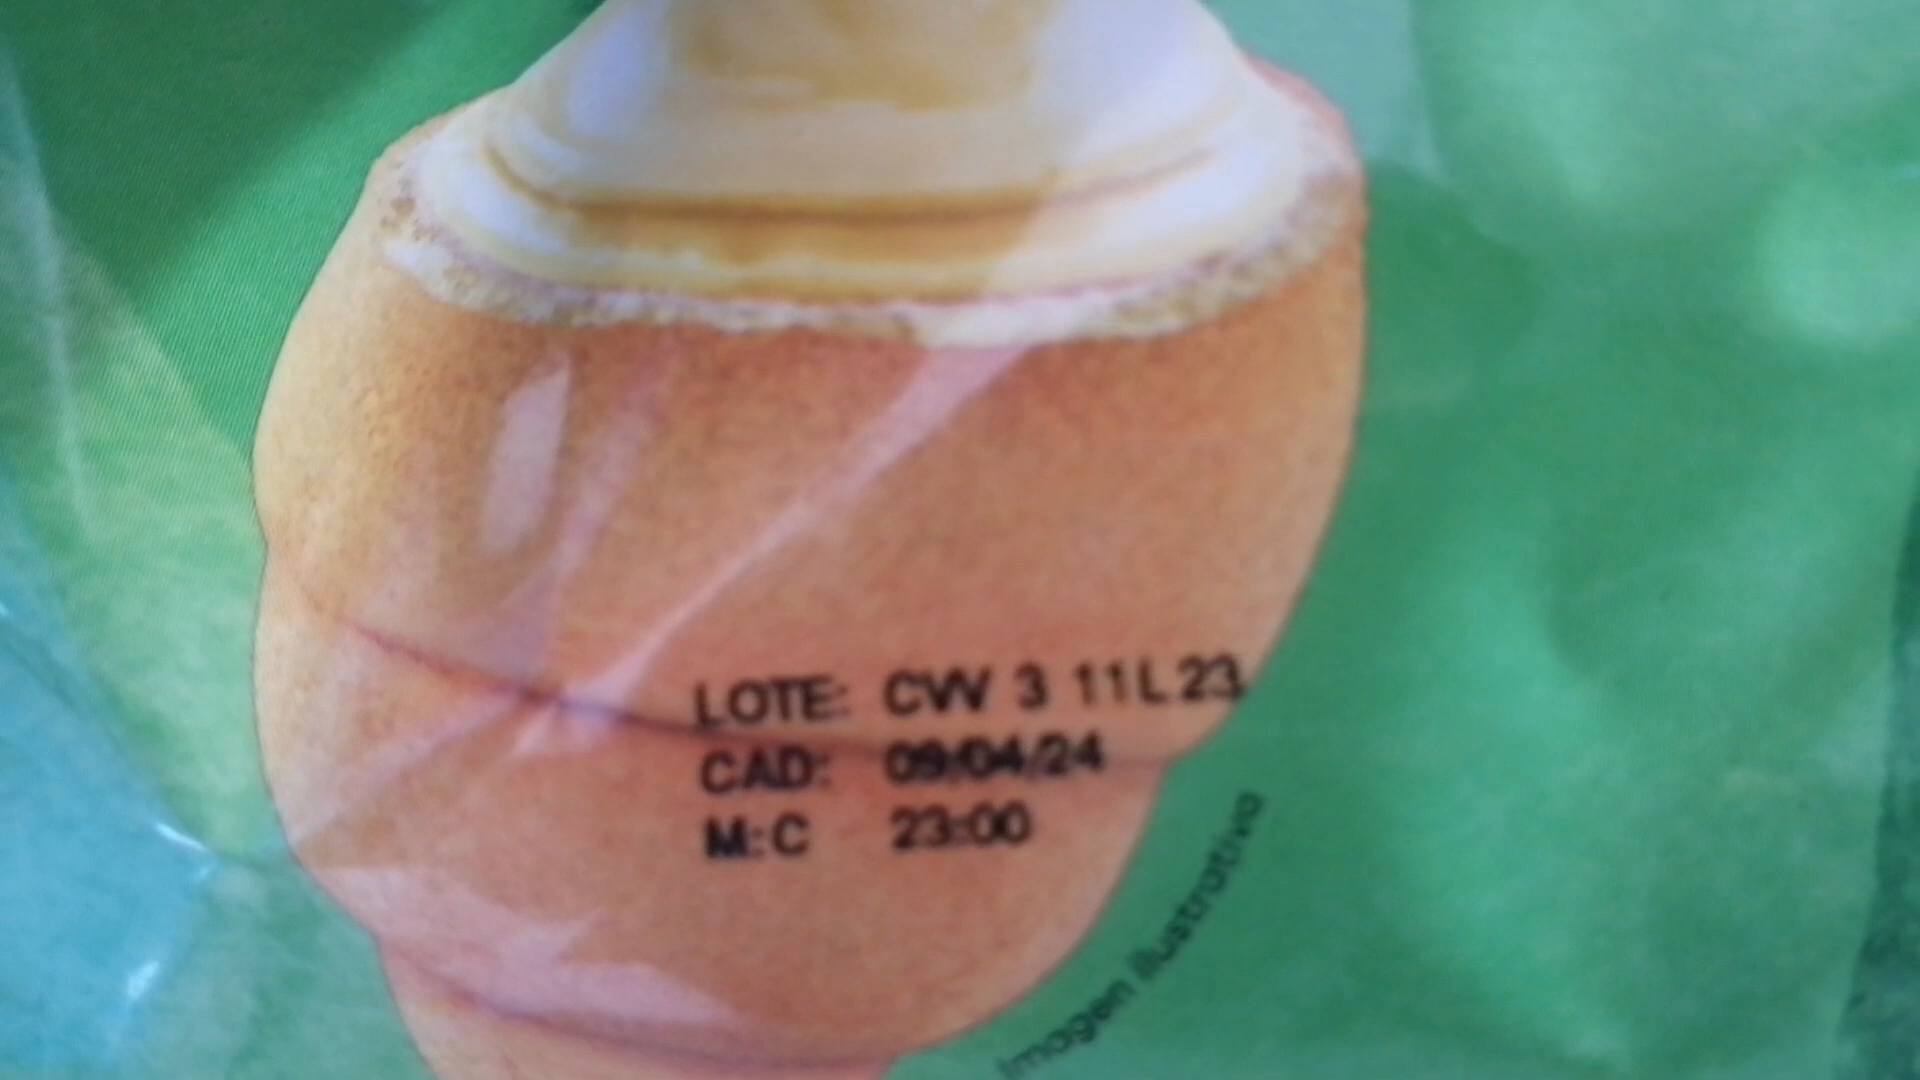 LOTE: CVV 3 11L23
CAD: 09/04/24
M:C 23:00
Imagen ilustrativa